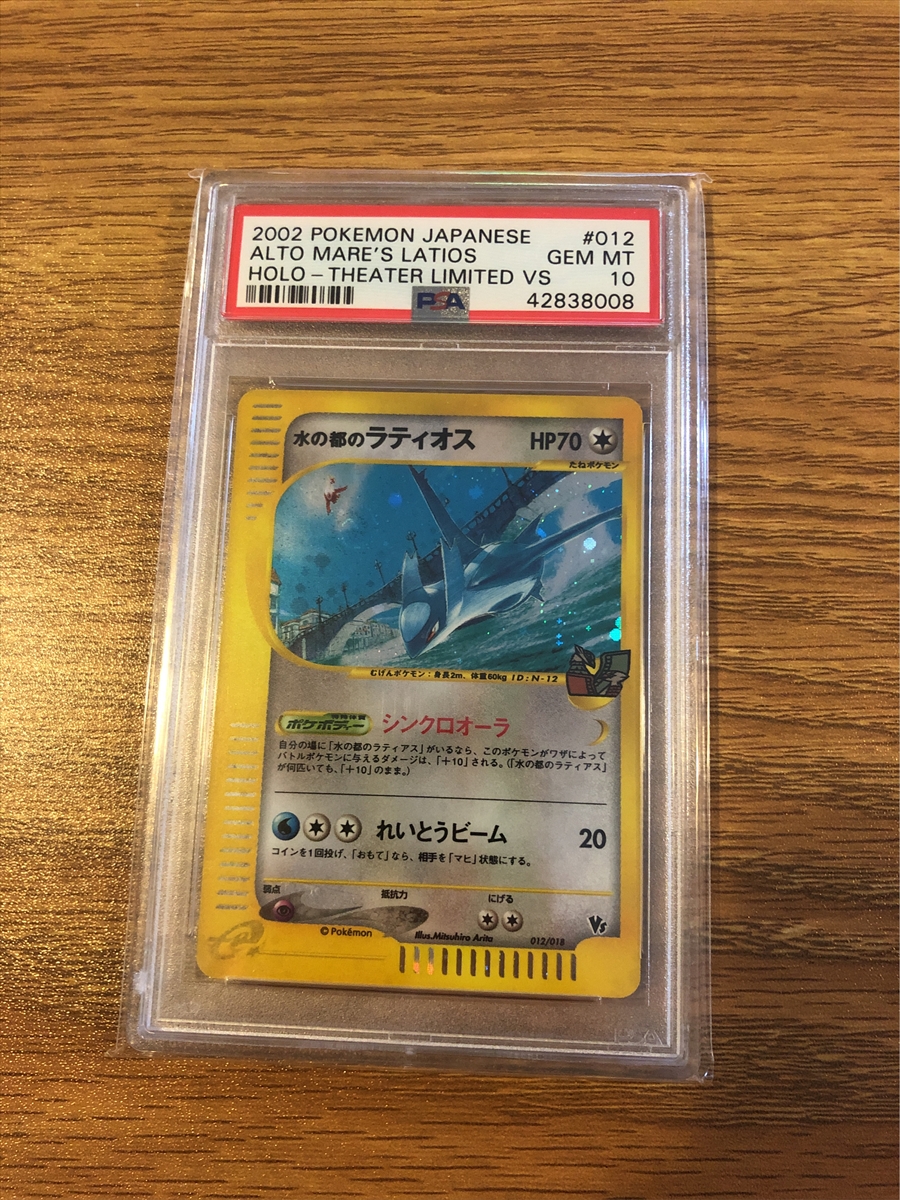 2002 POKEMON JAPANESE #012
ALTO MARE'S LATIOS GEM MT
HOLO – THEATER LIMITED VS 10
PSA 42838008
水の都のラティオス HP70
たねポケモン
むげんポケモン：身長2m、体重60kg ID:N-12
特殊体質
ポケボディー シンクロオーラ
自分の場に「水の都のラティアス」がいるなら、このポケモンがワザによって
バトルポケモンに与えるダメージは、「＋10」される。（「水の都のラティアス」
が何匹いても、「＋10」のまま。）
れいとうビーム 20
コインを1回投げ、「おもて」なら、相手を「マヒ」状態にする。
弱点 抵抗力 にげる
Vs
©Pokémon Illus.Mitsuhiro Arita 012/018